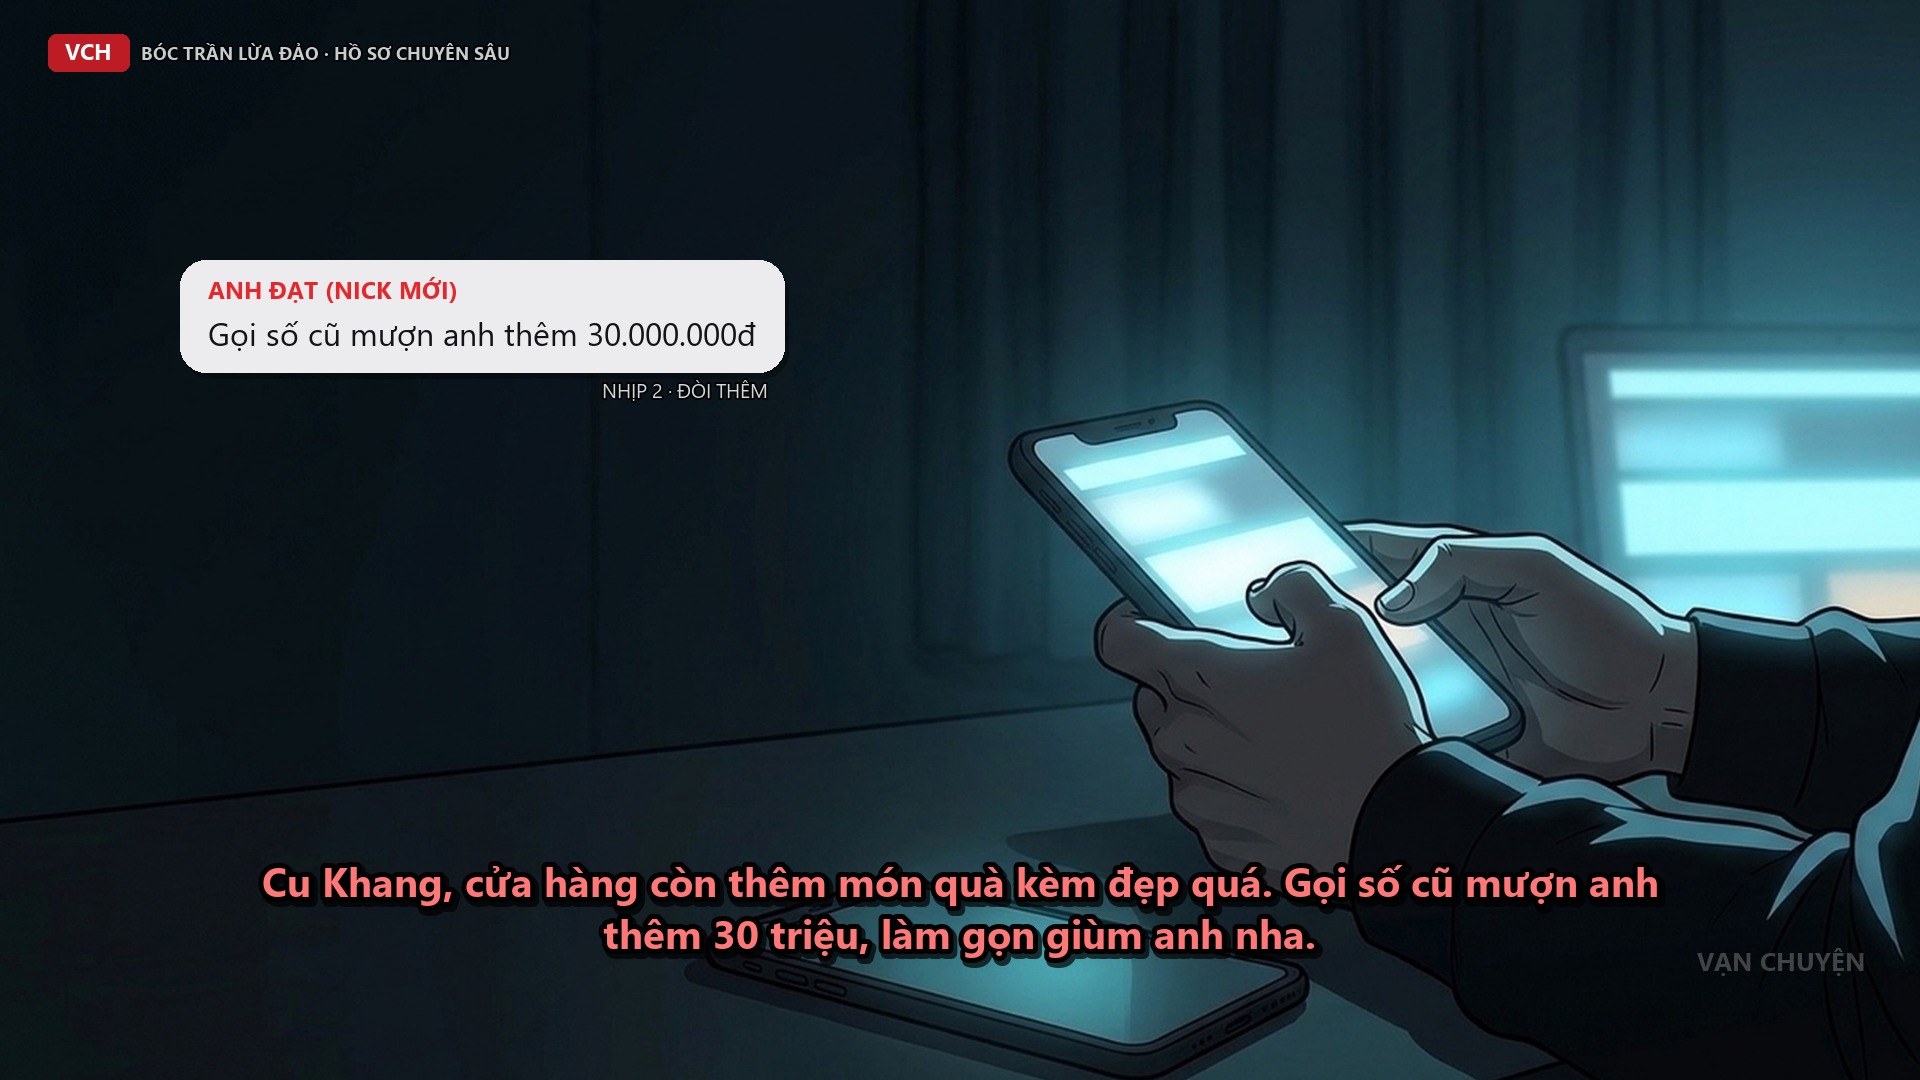 VCH BÓC TRẦN LỪA ĐẢO · HỒ SƠ CHUYÊN SÂU
ANH ĐẠT (NICK MỚI)
Gọi số cũ mượn anh thêm 30.000.000đ
NHỊP 2 · ĐÒI THÊM
Cu Khang, cửa hàng còn thêm món quà kèm đẹp quá. Gọi số cũ mượn anh
thêm 30 triệu, làm gọn giùm anh nha.
VẠN CHUYỆN